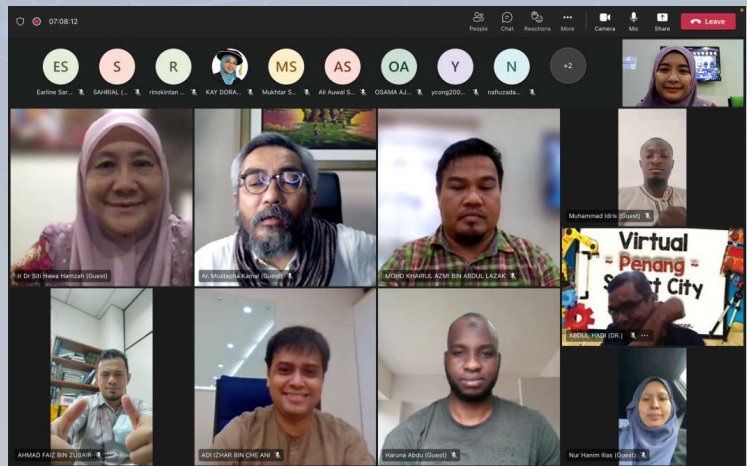 07:08:12
People Chat Reactions More Camera Mic Share Leave
ES S R MS AS OA Y N +2
Earline Sar... SAHRIAL (... rinokintan ... KAY DORA... Mukhtar S... Ali Auwal S... OSAMA AJ... ycong200... nafiuzada...
Ir Dr Siti Hawa Hamzah (Guest)
Ar. Mustapha Kamal (Guest)
MOHD KHAIRUL AZMI BIN ABDUL LAZAK
Muhammad Idris (Guest)
Virtual
~ Penang ~
City
ABDUL HADI (DR.)
AHMAD FAIZ BIN ZUBAIR
ADI IZHAR BIN CHE ANI
Haruna Abdu (Guest)
Nur Hanim Ilias (Guest)